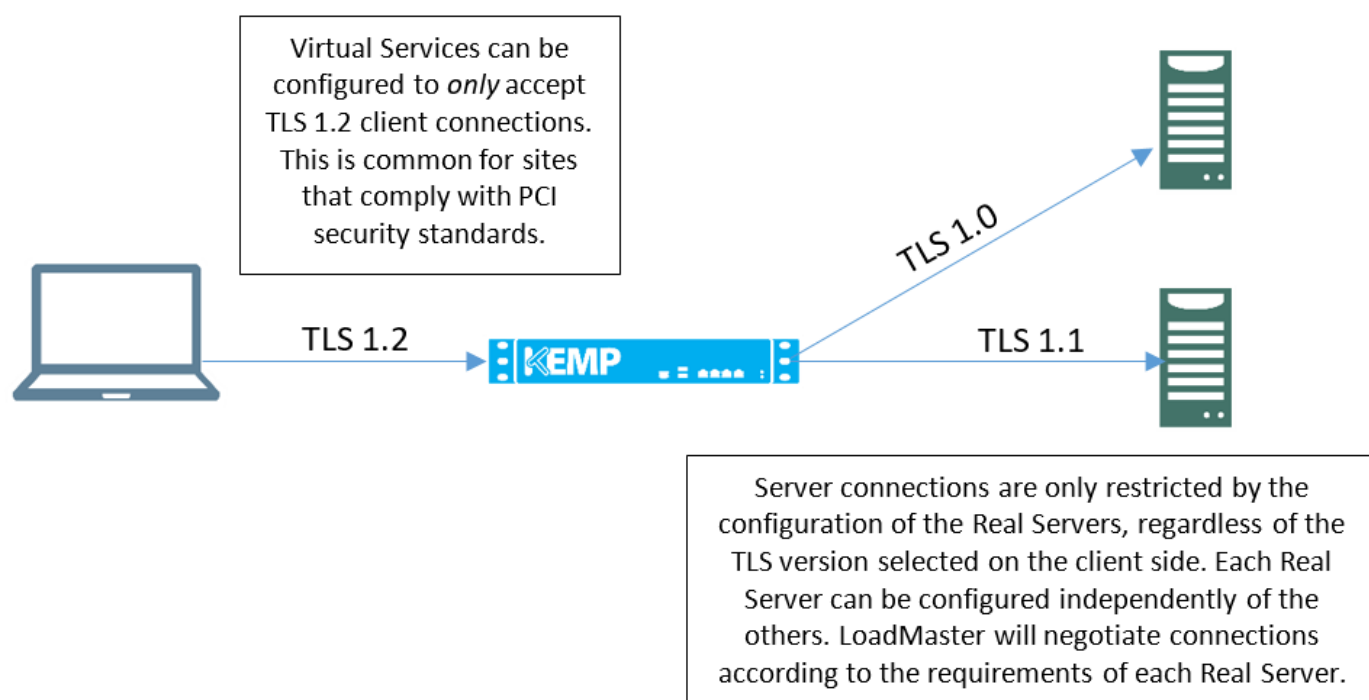 Virtual Services can be
configured to only accept
TLS 1.2 client connections.
This is common for sites
that comply with PCI
security standards.
TLS 1.0
TLS 1.2
KEMP
TLS 1.1
Server connections are only restricted by the
configuration of the Real Servers, regardless of the
TLS version selected on the client side. Each Real
Server can be configured independently of the
others. LoadMaster will negotiate connections
according to the requirements of each Real Server.